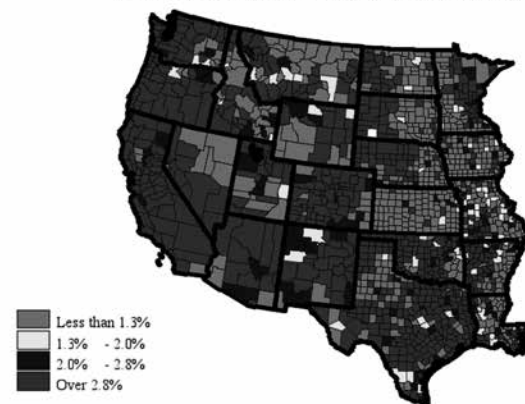 Less than 1.3%
1.3% - 2.0%
2.0% - 2.8%
Over 2.8%